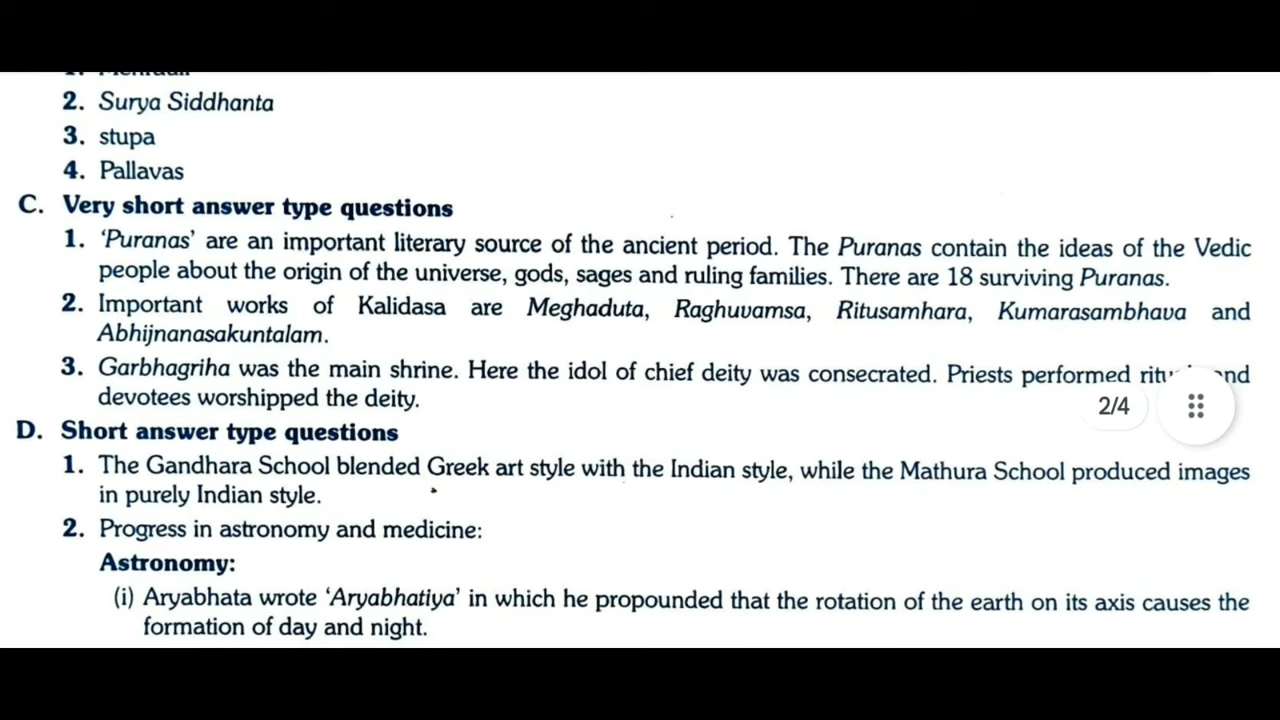 2. Surya Siddhanta
3. stupa
4. Pallavas
C. Very short answer type questions
1. ‘Puranas’ are an important literary source of the ancient period. The Puranas contain the ideas of the Vedic
people about the origin of the universe, gods, sages and ruling families. There are 18 surviving Puranas.
2. Important works of Kalidasa are Meghaduta, Raghuvamsa, Ritusamhara, Kumarasambhava and
Abhijnanasakuntalam.
3. Garbhagriha was the main shrine. Here the idol of chief deity was consecrated. Priests performed and
devotees worshipped the deity.
2/4
D. Short answer type questions
1. The Gandhara School blended Greek art style with the Indian style, while the Mathura School produced images
in purely Indian style.
2. Progress in astronomy and medicine:
Astronomy:
(i) Aryabhata wrote ‘Aryabhatiya’ in which he propounded that the rotation of the earth on its axis causes the
formation of day and night.